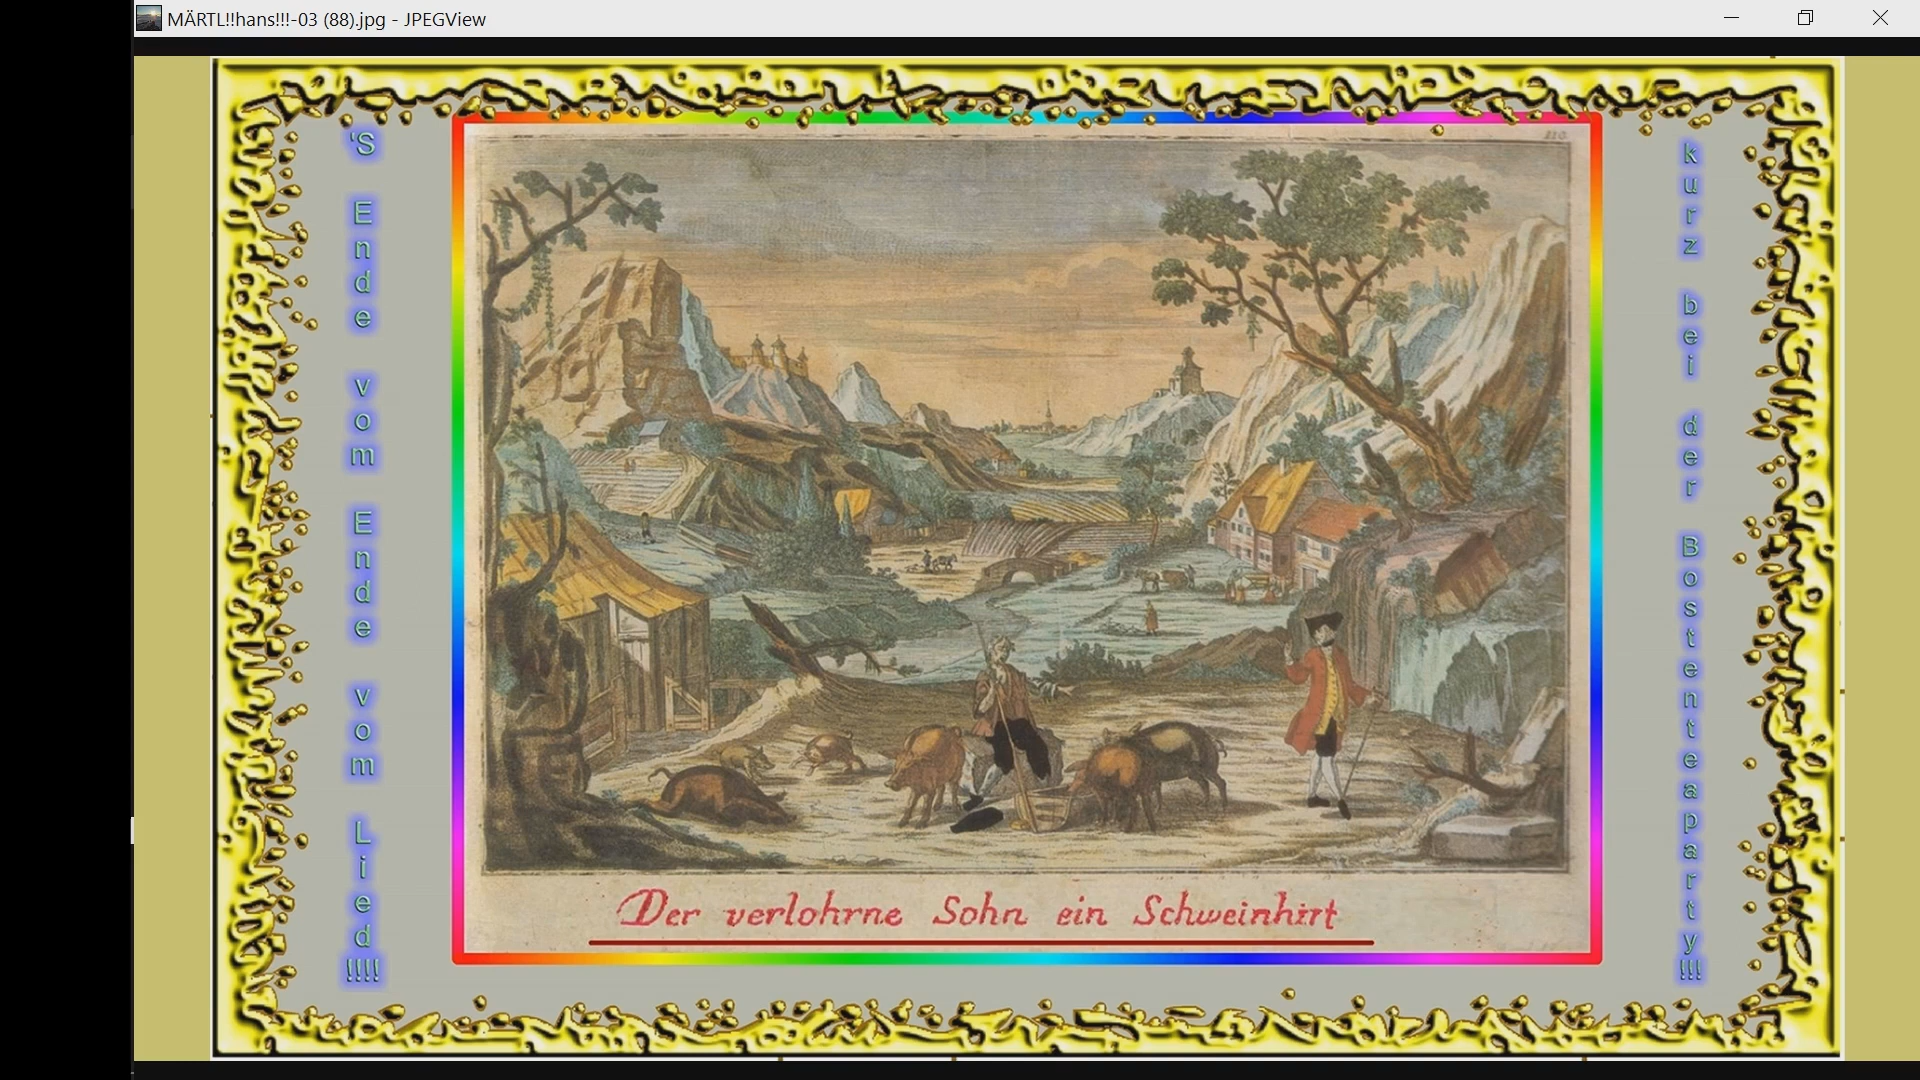 MÄRTL!!hans!!!-03 (88).jpg - JPEGView
'S Ende vom Ende vom Lied!!!!
kurz bei der Bostenteaparty!!!
Der verlohrne Sohn ein Schweinhirt